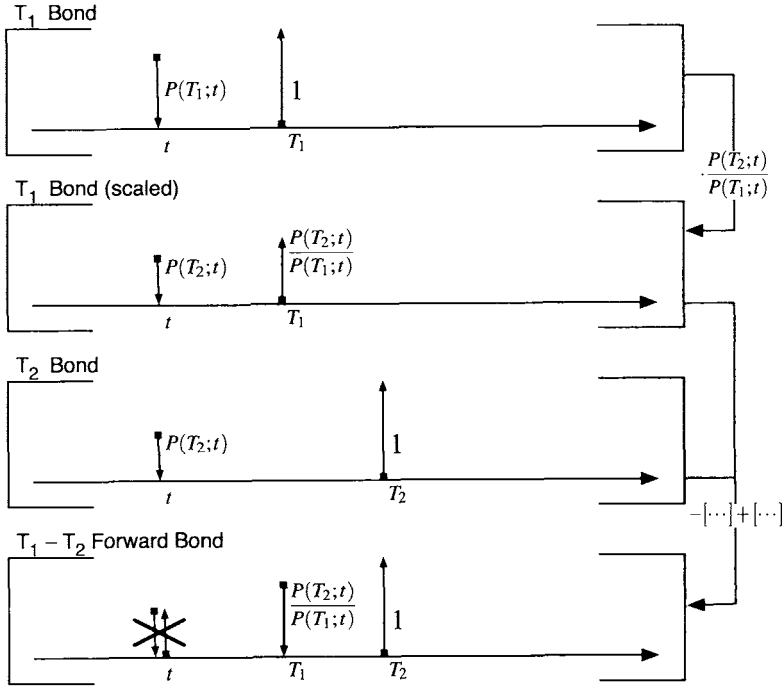 T₁ Bond
P(T₁;t)
1
t
T₁
· P(T₂;t)
P(T₁;t)
T₁ Bond (scaled)
P(T₂;t)
P(T₂;t)
P(T₁;t)
t
T₁
T₂ Bond
P(T₂;t)
1
t
T₂
−[⋯]+[⋯]
T₁ − T₂ Forward Bond
P(T₂;t)
P(T₁;t)
1
t
T₁
T₂